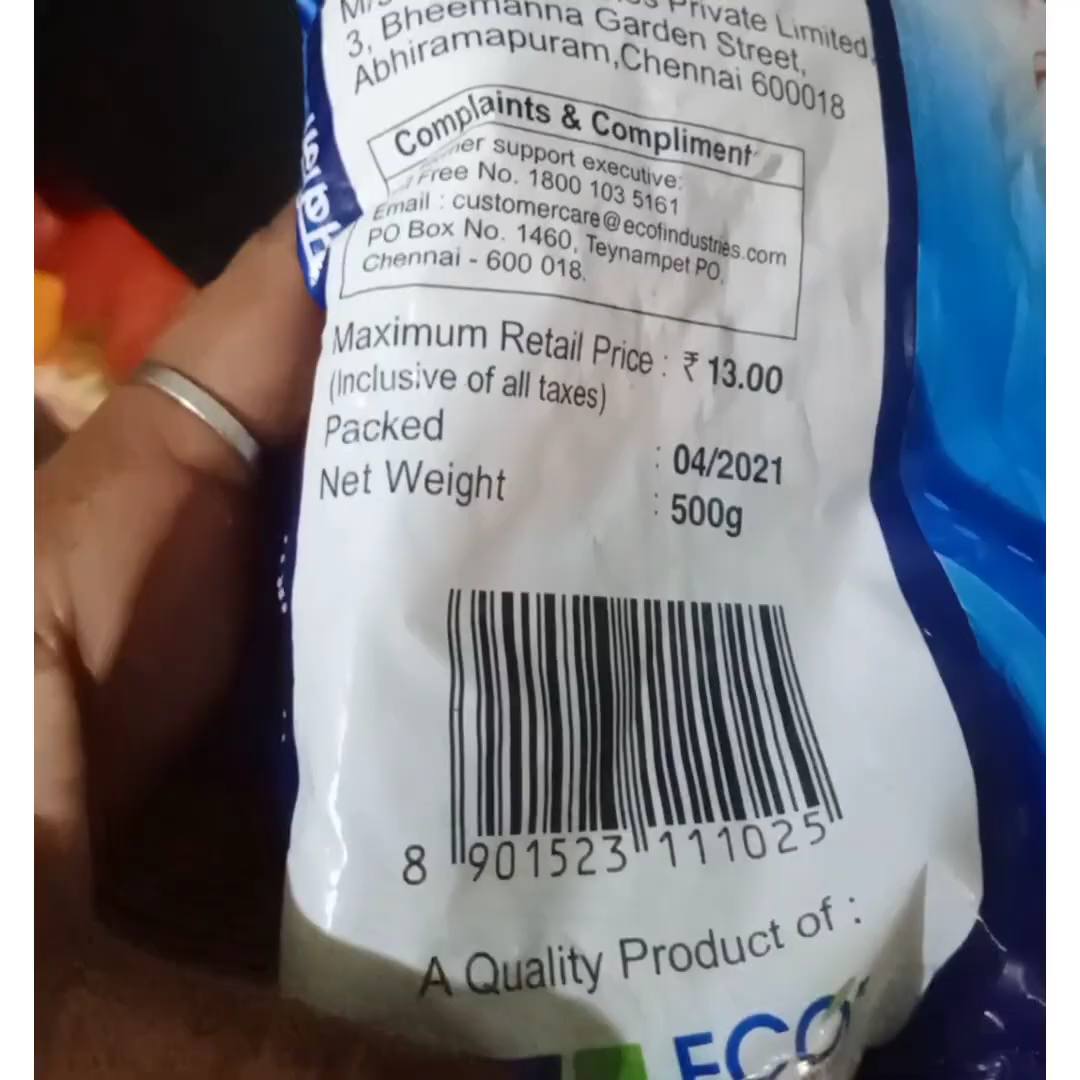 Private Limited,
3, Bheemanna Garden Street,
Abhiramapuram,Chennai 600018
Complaints & Compliment
support executive:
Free No. 1800 103 5161
Email : customercare@ecofindustries.com
PO Box No. 1460, Teynampet PO,
Chennai - 600 018.
Maximum Retail Price : ₹ 13.00
(Inclusive of all taxes)
Packed : 04/2021
Net Weight : 500g
8 901523 111025
A Quality Product of :
ECO